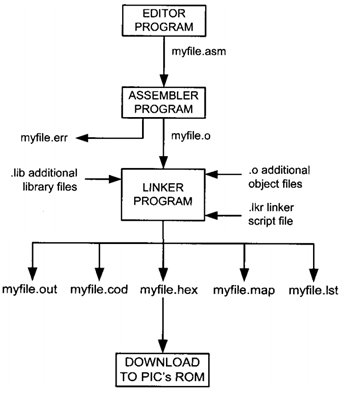 EDITOR
PROGRAM
myfile.asm
ASSEMBLER
PROGRAM
myfile.err
myfile.o
.lib additional
library files
LINKER
PROGRAM
.o additional
object files
.lkr linker
script file
myfile.out
myfile.cod
myfile.hex
myfile.map
myfile.lst
DOWNLOAD
TO PIC's ROM